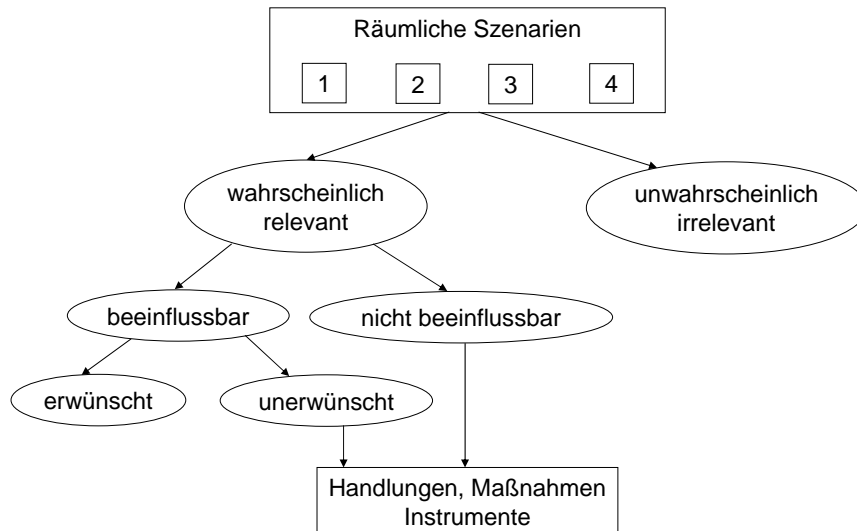 Räumliche Szenarien
1 2 3 4
wahrscheinlich
relevant
unwahrscheinlich
irrelevant
beeinflussbar
nicht beeinflussbar
erwünscht
unerwünscht
Handlungen, Maßnahmen
Instrumente